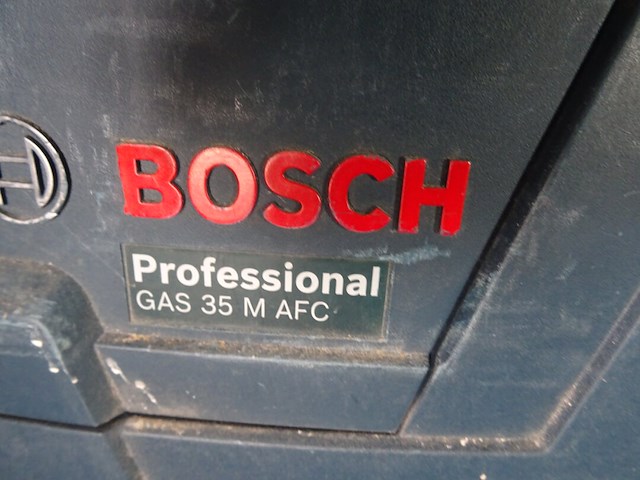 BOSCH
Professional
GAS 35 M AFC